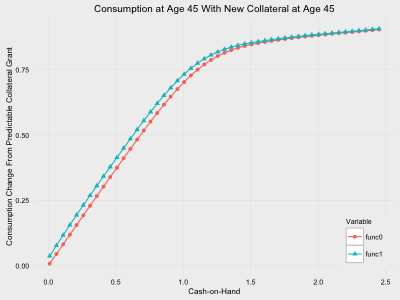 Consumption at Age 45 With New Collateral at Age 45
Consumption Change From Predictable Collateral Grant
0.75
0.50
0.25
0.00
0.0 0.5 1.0 1.5 2.0 2.5
Cash-on-Hand
Variable
func0
func1